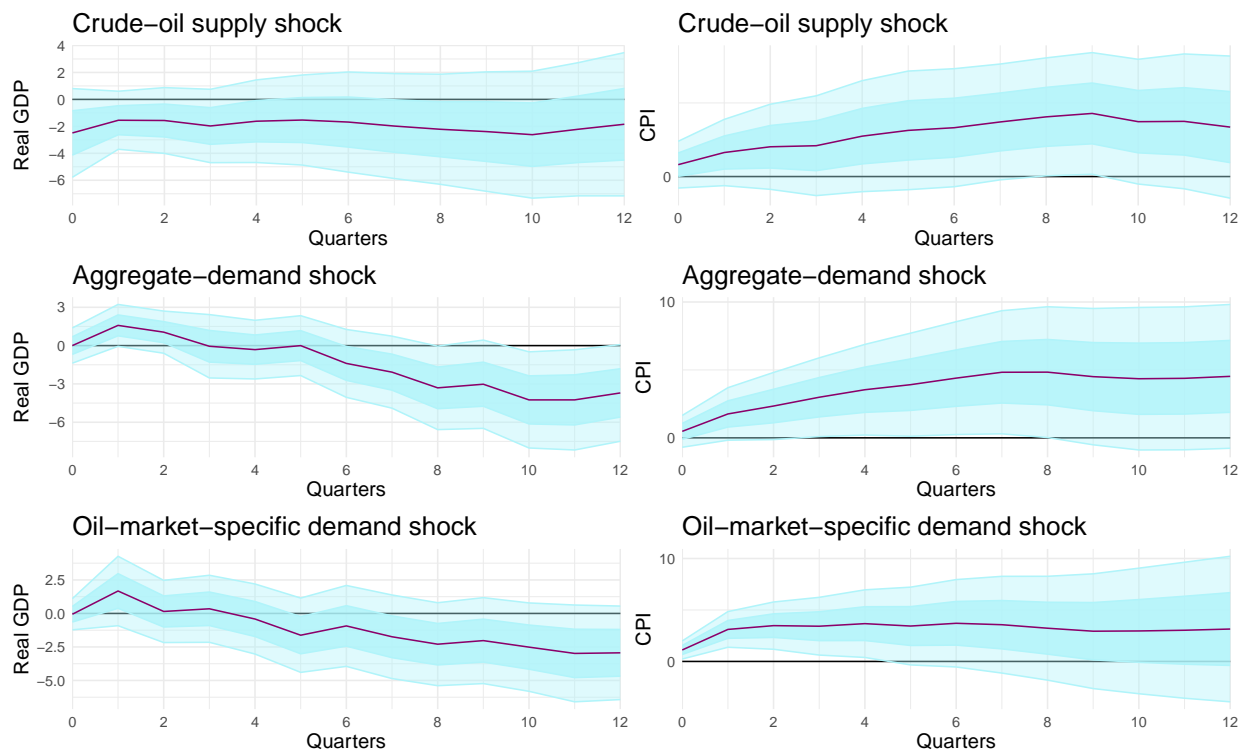 Crude−oil supply shock
Real GDP
4
2
0
−2
−4
−6
0 2 4 6 8 10 12
Quarters
Crude−oil supply shock
CPI
0
0 2 4 6 8 10 12
Quarters
Aggregate−demand shock
Real GDP
3
0
−3
−6
0 2 4 6 8 10 12
Quarters
Aggregate−demand shock
CPI
10
0
0 2 4 6 8 10 12
Quarters
Oil−market−specific demand shock
Real GDP
2.5
0.0
−2.5
−5.0
0 2 4 6 8 10 12
Quarters
Oil−market−specific demand shock
CPI
10
0
0 2 4 6 8 10 12
Quarters